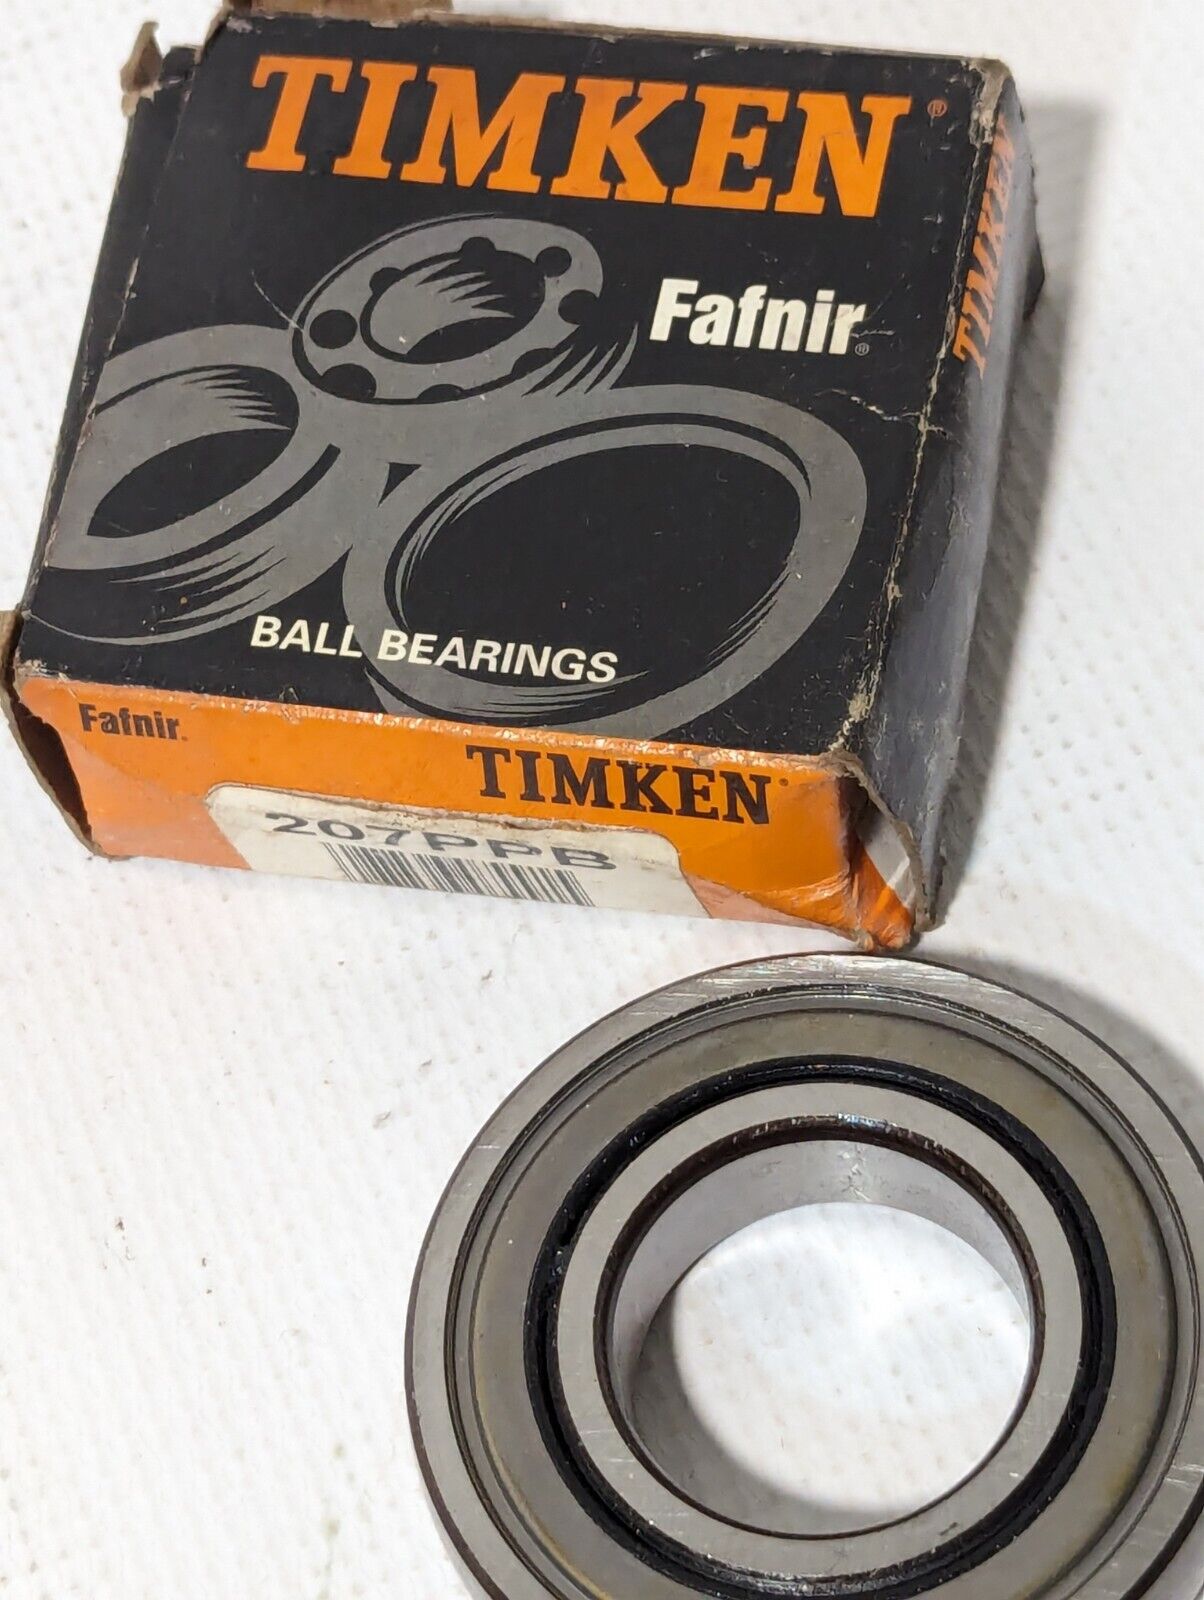 TIMKEN®
Fafnir®
BALL BEARINGS
TIMKEN
Fafnir
TIMKEN
207PPB